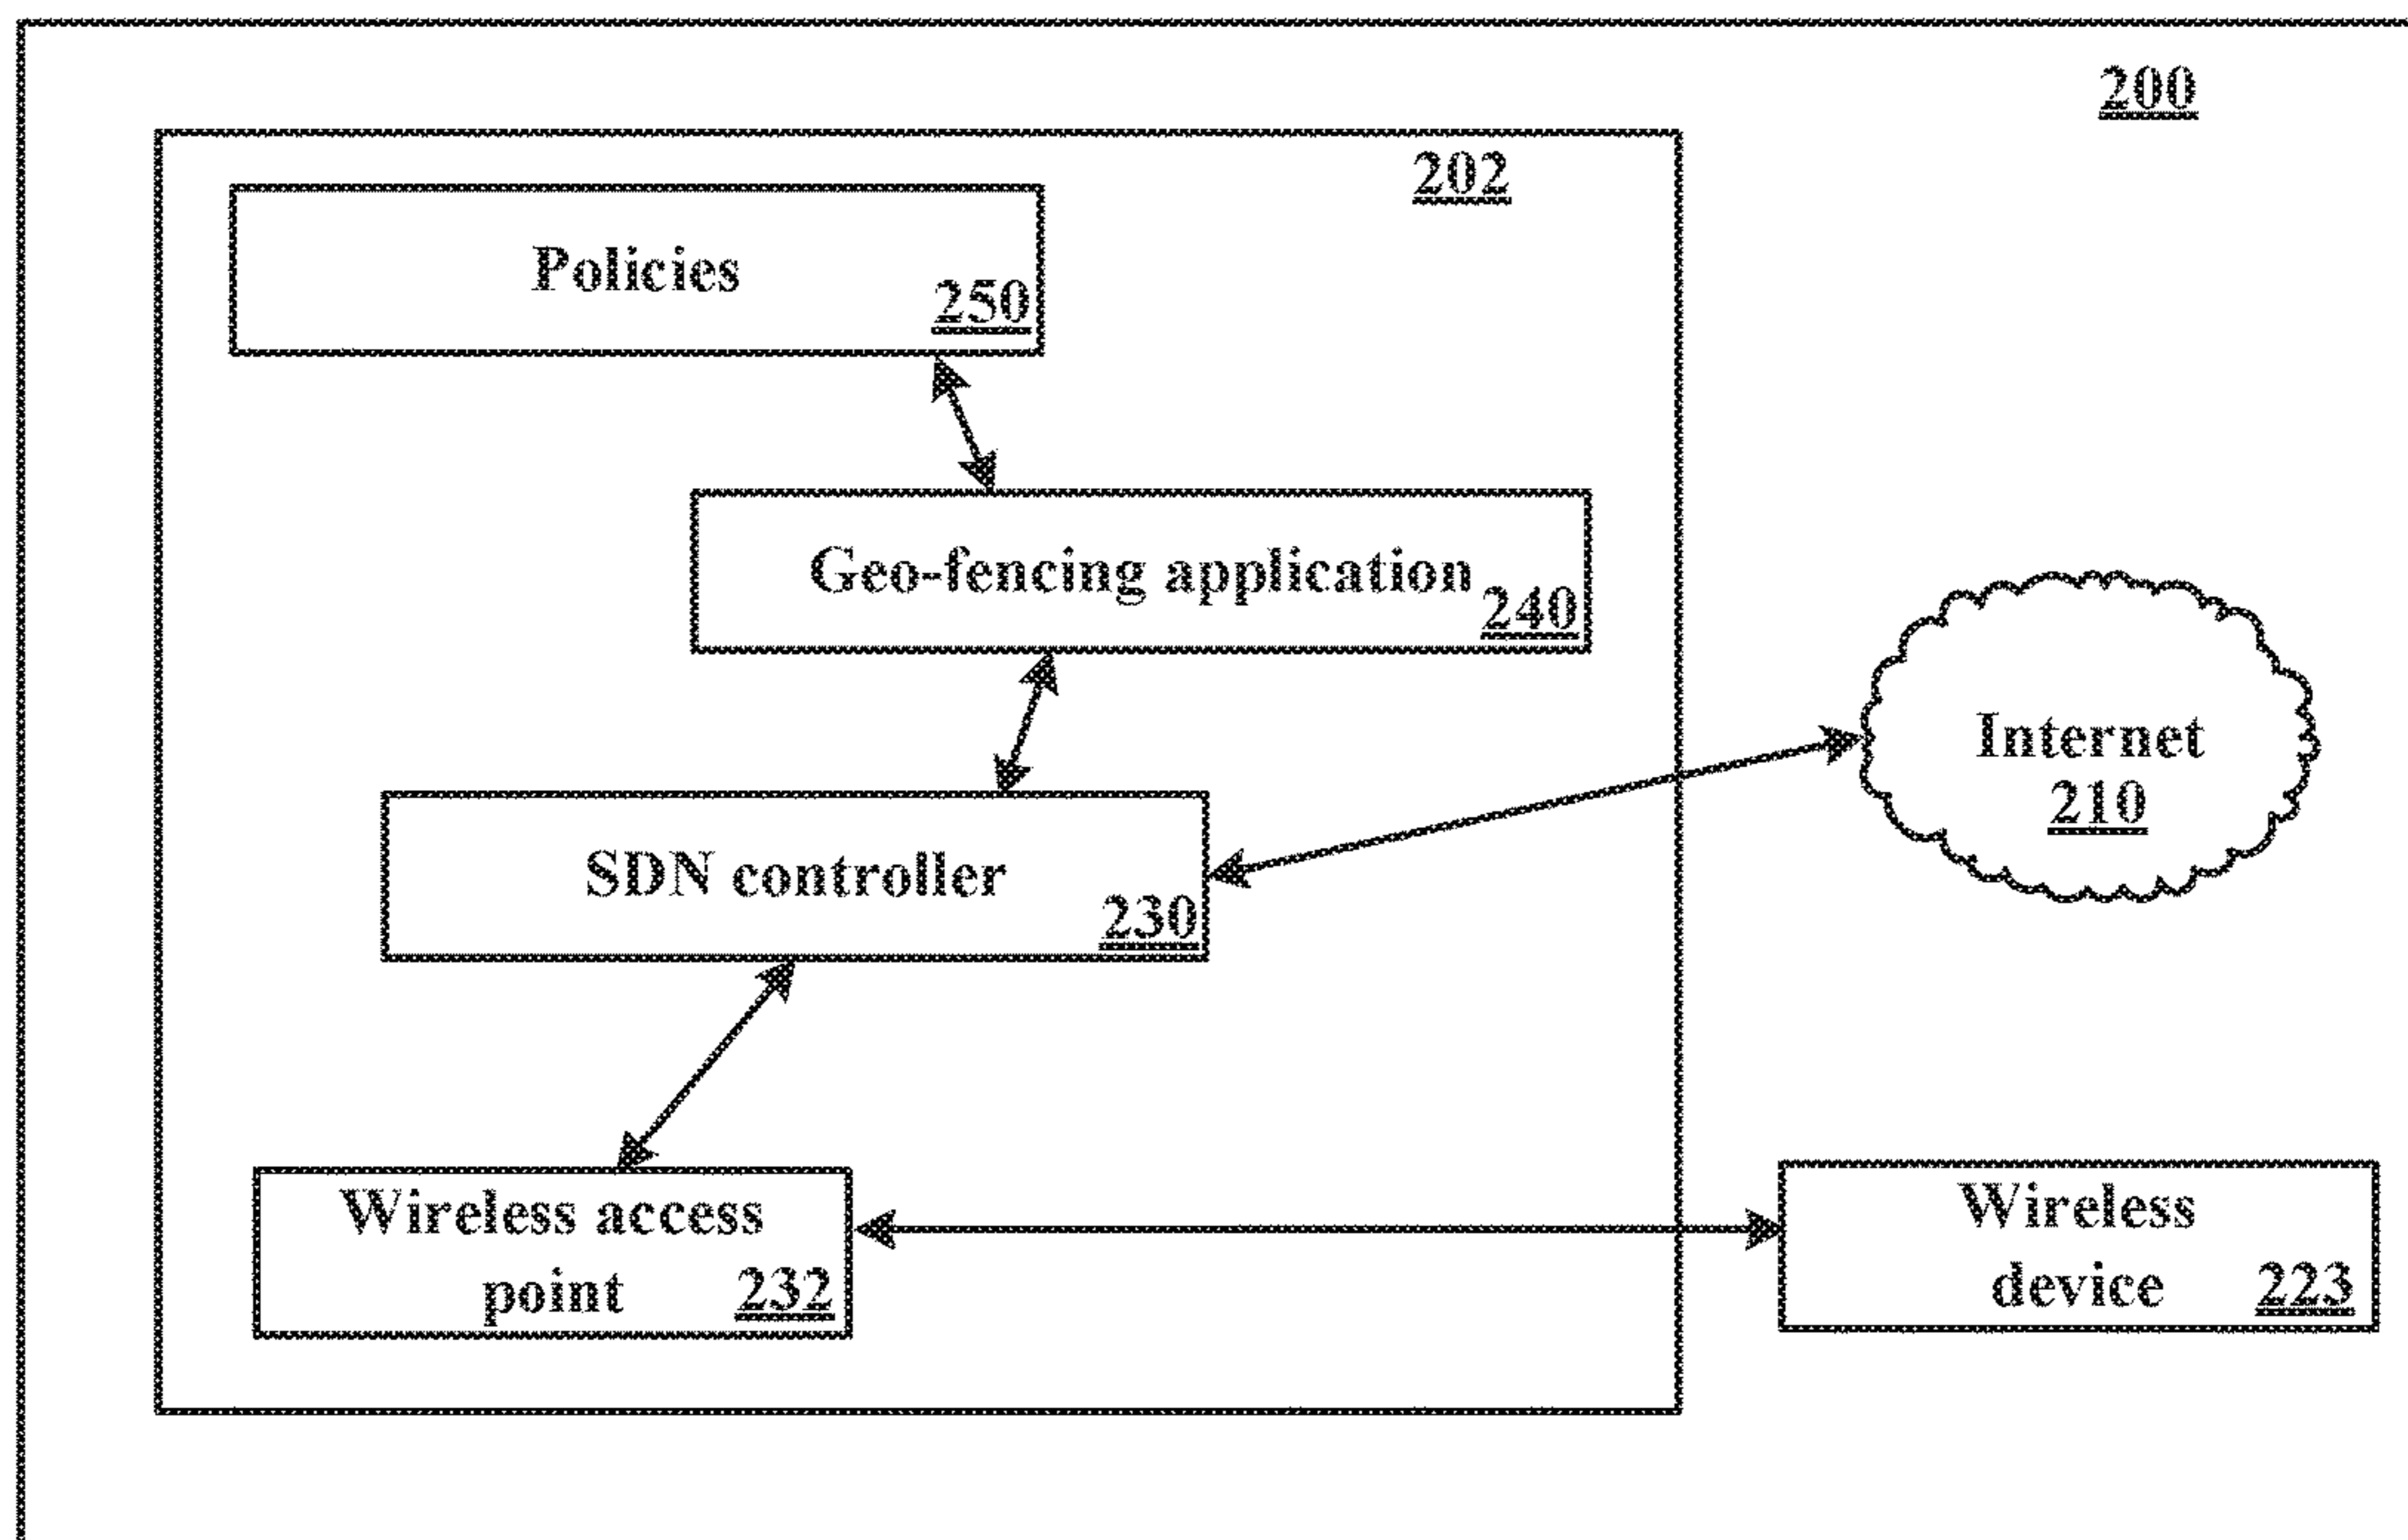 200
202
Policies
250
Geo-fencing application
240
Internet
210
SDN controller
230
Wireless access
point 232
Wireless
device 223